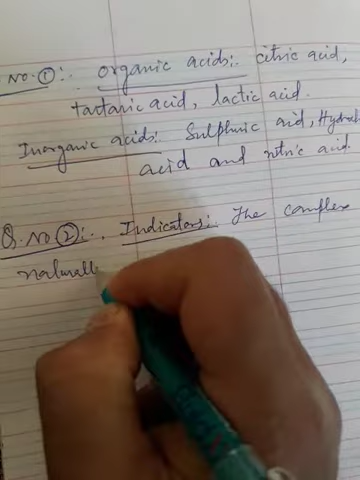 No. ① :. Organic acids:. Citric acid,
tartaric acid, lactic acid.
Inorganic acids: Sulphuric acid,
acid and nitric acid.
Q. No ② :. Indicators:. The complex